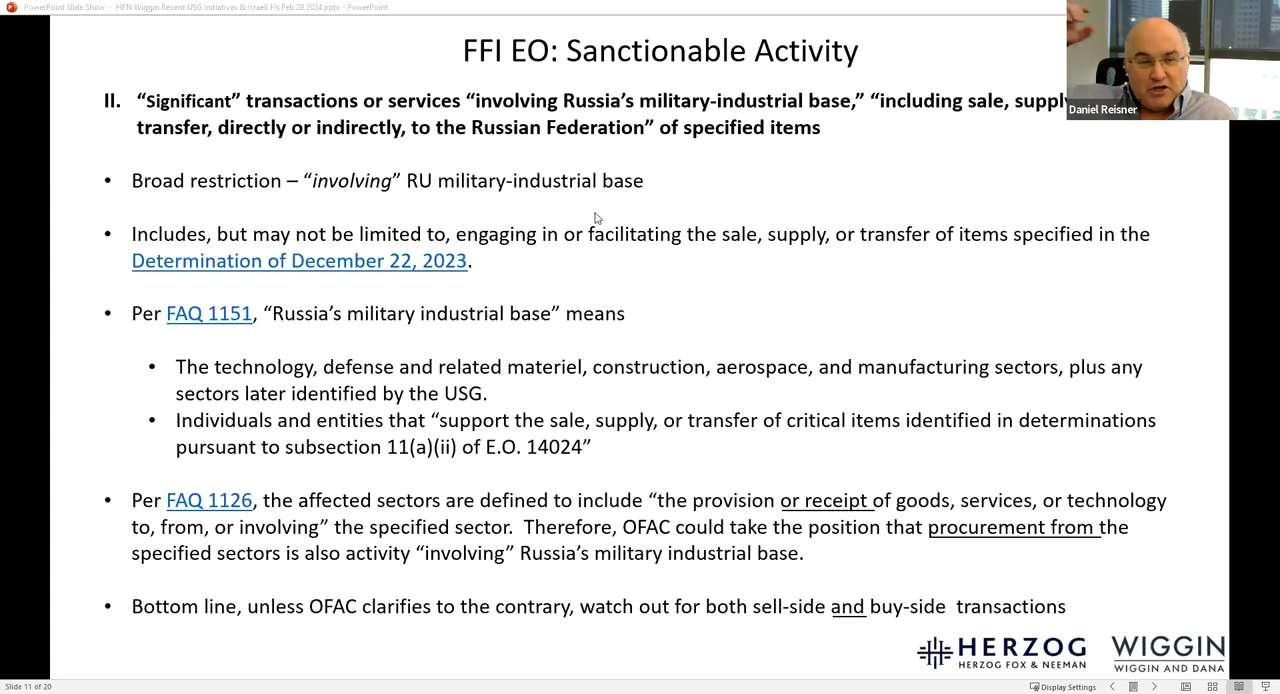 PowerPoint Slide Show - HFN Wiggin Recent USG Initiatives & Israeli FIs Feb 28 2024.pptx - PowerPoint
FFI EO: Sanctionable Activity
Daniel Reisner
II. “Significant” transactions or services “involving Russia’s military-industrial base,” “including sale, supply
transfer, directly or indirectly, to the Russian Federation” of specified items
• Broad restriction – “involving” RU military-industrial base
• Includes, but may not be limited to, engaging in or facilitating the sale, supply, or transfer of items specified in the
Determination of December 22, 2023.
• Per FAQ 1151, “Russia’s military industrial base” means
• The technology, defense and related materiel, construction, aerospace, and manufacturing sectors, plus any
sectors later identified by the USG.
• Individuals and entities that “support the sale, supply, or transfer of critical items identified in determinations
pursuant to subsection 11(a)(ii) of E.O. 14024”
• Per FAQ 1126, the affected sectors are defined to include “the provision or receipt of goods, services, or technology
to, from, or involving” the specified sector. Therefore, OFAC could take the position that procurement from the
specified sectors is also activity “involving” Russia’s military industrial base.
• Bottom line, unless OFAC clarifies to the contrary, watch out for both sell-side and buy-side transactions
HERZOG
HERZOG FOX & NEEMAN
WIGGIN
WIGGIN AND DANA
Slide 11 of 20
Display Settings